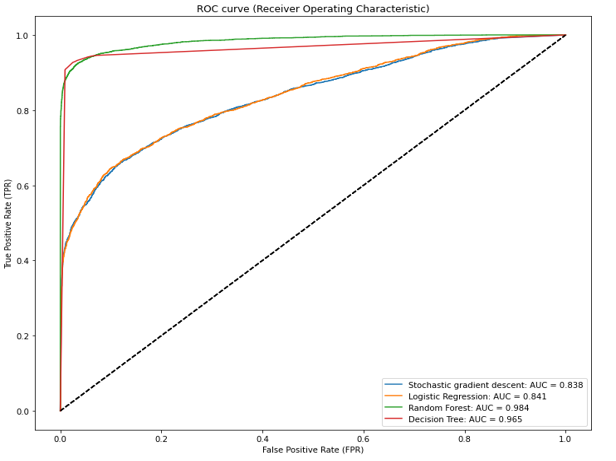 ROC curve (Receiver Operating Characteristic)
True Positive Rate (TPR)
1.0
0.8
0.6
0.4
0.2
0.0
0.0 0.2 0.4 0.6 0.8 1.0
False Positive Rate (FPR)
Stochastic gradient descent: AUC = 0.838
Logistic Regression: AUC = 0.841
Random Forest: AUC = 0.984
Decision Tree: AUC = 0.965